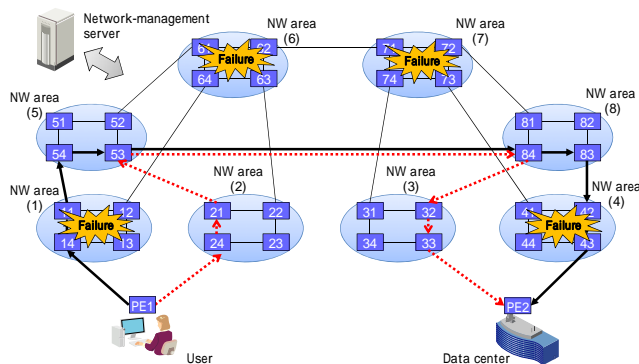 Network-management
server
NW area
(6)
NW area
(7)
62
71
72
Failure
Failure
64
63
74
73
NW area
(5)
NW area
(8)
51
52
81
82
54
53
84
83
NW area
(1)
NW area
(2)
NW area
(3)
NW area
(4)
11
12
21
22
31
32
41
42
Failure
Failure
14
13
24
23
34
33
44
43
PE1
PE2
User
Data center